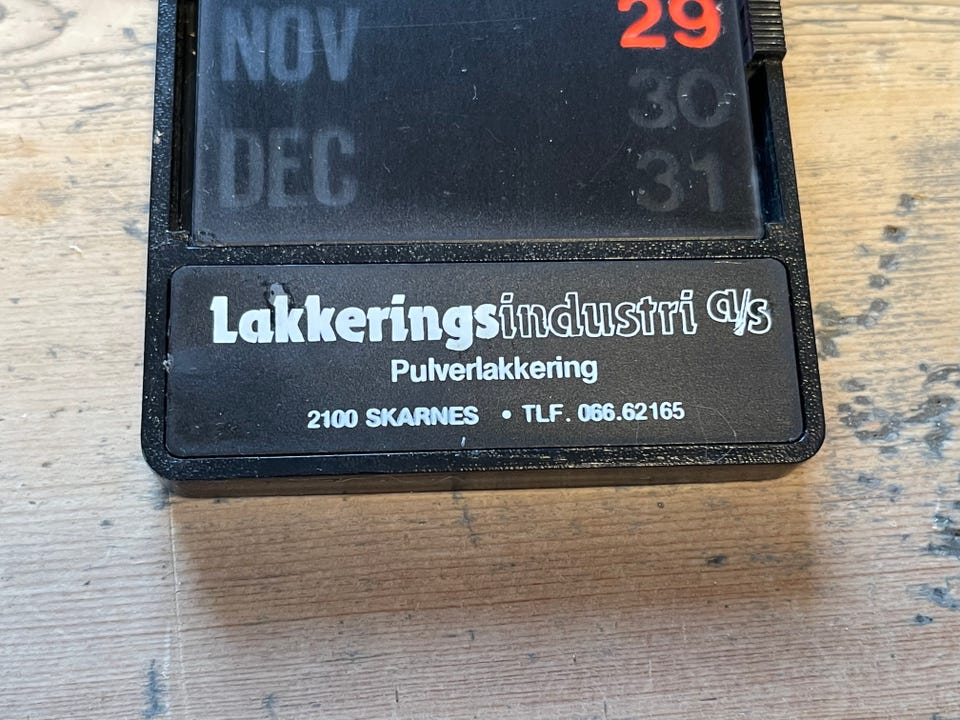 NOV 29
30
DEC 31
Lakkeringsindustri a/s
Pulverlakkering
2100 SKARNES • TLF. 066.62165